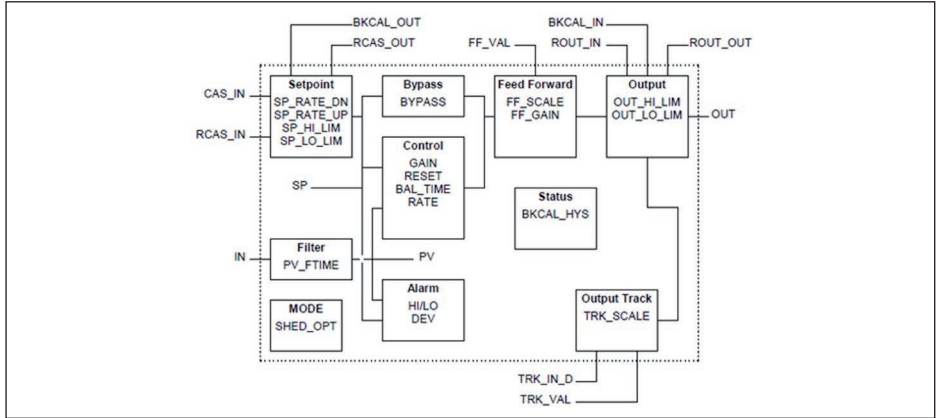 BKCAL_OUT
BKCAL_IN
RCAS_OUT
FF_VAL
ROUT_IN
ROUT_OUT
CAS_IN
RCAS_IN
Setpoint
SP_RATE_DN
SP_RATE_UP
SP_HI_LIM
SP_LO_LIM
Bypass
BYPASS
Feed Forward
FF_SCALE
FF_GAIN
Output
OUT_HI_LIM
OUT_LO_LIM
OUT
Control
GAIN
RESET
BAL_TIME
RATE
SP
Status
BKCAL_HYS
IN
Filter
PV_FTIME
PV
Alarm
HI/LO
DEV
MODE
SHED_OPT
Output Track
TRK_SCALE
TRK_IN_D
TRK_VAL